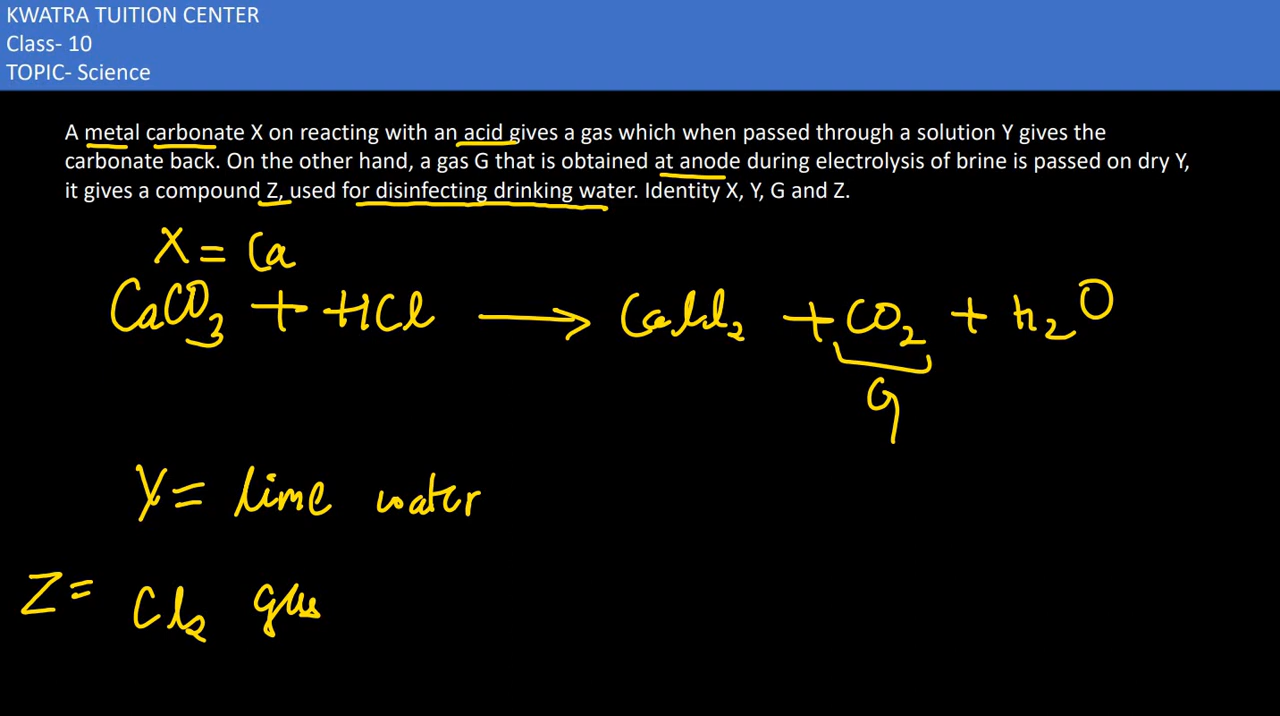 KWATRA TUITION CENTER
Class- 10
TOPIC- Science
A metal carbonate X on reacting with an acid gives a gas which when passed through a solution Y gives the
carbonate back. On the other hand, a gas G that is obtained at anode during electrolysis of brine is passed on dry Y,
it gives a compound Z, used for disinfecting drinking water. Identity X, Y, G and Z.
X = Ca
CaCO3 + HCl → CaCl2 + CO2 + h2O
G
Y = lime water
Z = Cl2 gas